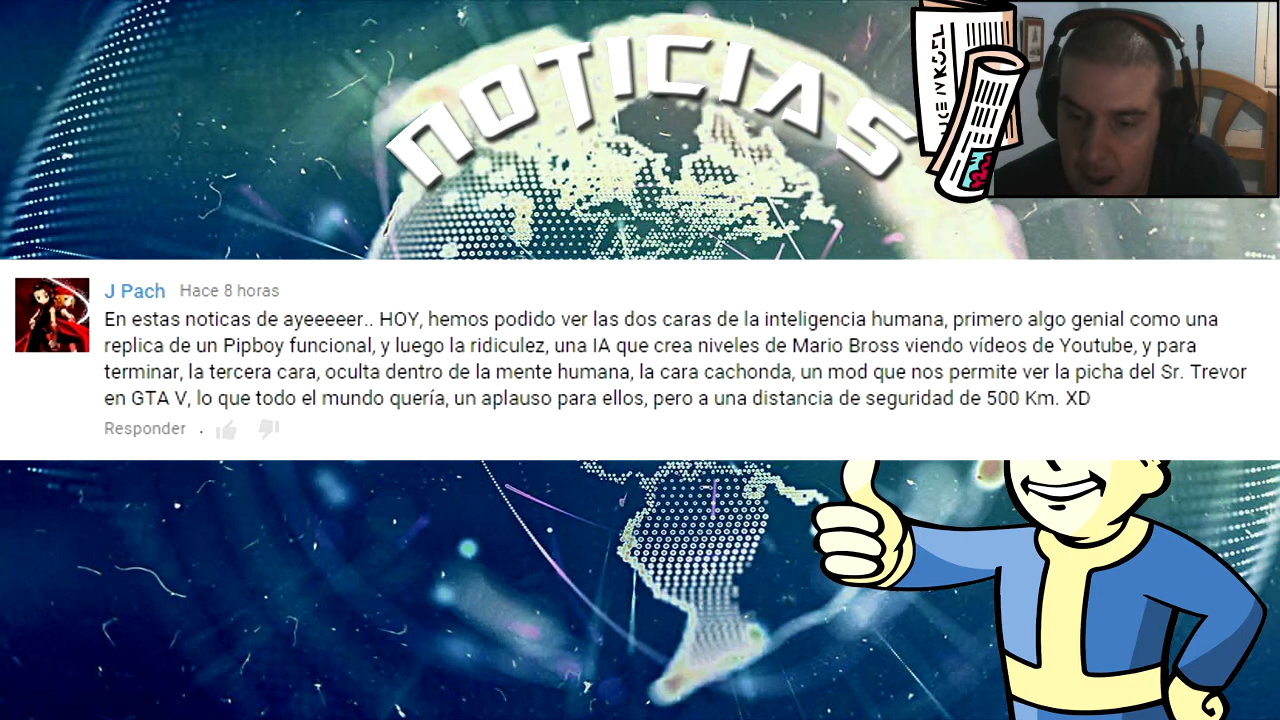 NOTICIAS
J Pach Hace 8 horas
En estas noticas de ayeeeeer.. HOY, hemos podido ver las dos caras de la inteligencia humana, primero algo genial como una
replica de un Pipboy funcional, y luego la ridiculez, una IA que crea niveles de Mario Bross viendo vídeos de Youtube, y para
terminar, la tercera cara, oculta dentro de la mente humana, la cara cachonda, un mod que nos permite ver la picha del Sr. Trevor
en GTA V, lo que todo el mundo quería, un aplauso para ellos, pero a una distancia de seguridad de 500 Km. XD
Responder .